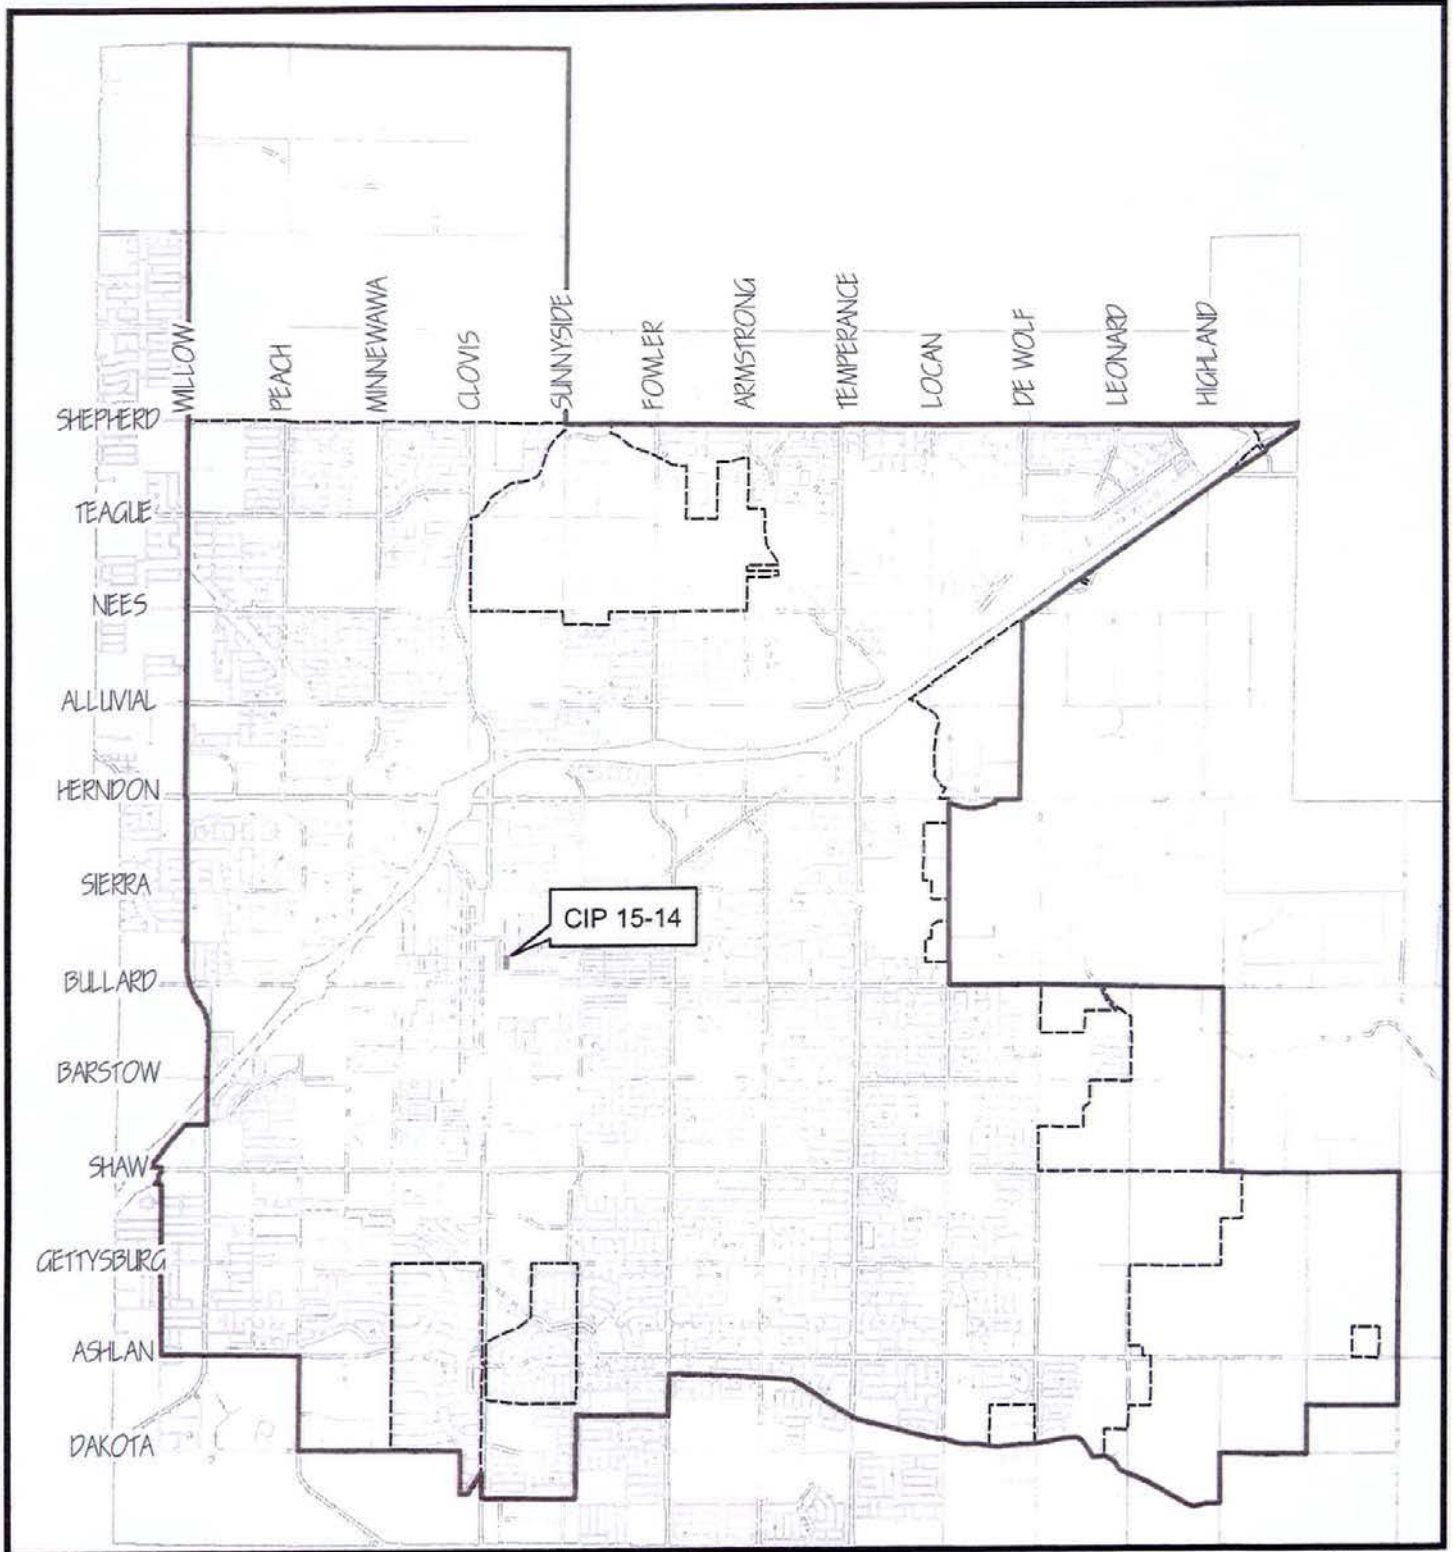 WILLOW
PEACH
MINNEWAWA
CLOVIS
SUNNYSIDE
FOWLER
ARMSTRONG
TEMPERANCE
LOCAN
DE WOLF
LEONARD
HIGHLAND
SHEPHERD
TEAGUE
NEES
ALLUVIAL
HERNDON
SIERRA
CIP 15-14
BULLARD
BARSTOW
SHAW
GETTYSBURG
ASHLAN
DAKOTA